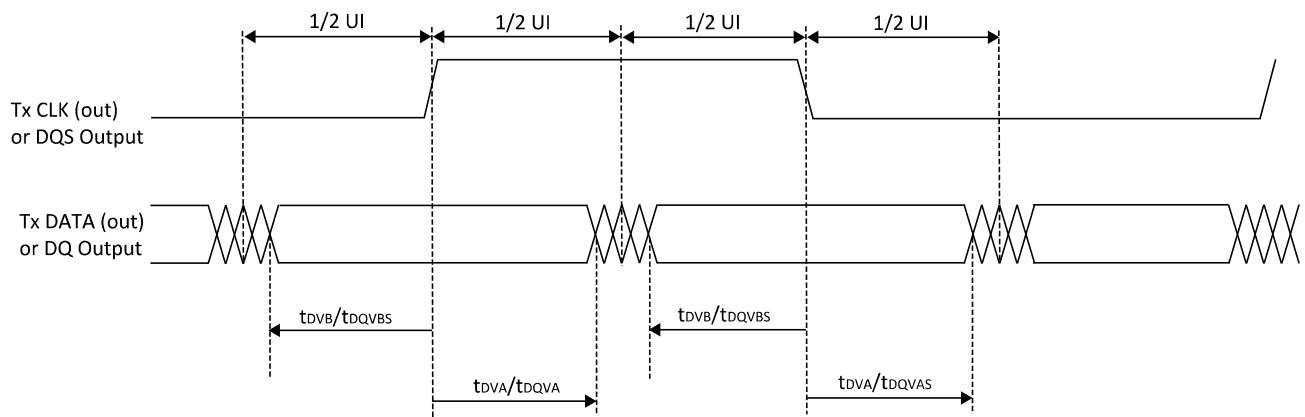 1/2 UI
1/2 UI
1/2 UI
1/2 UI
Tx CLK (out)
or DQS Output
Tx DATA (out)
or DQ Output
tDVB/tDQVBS
tDVB/tDQVBS
tDVA/tDQVA
tDVA/tDQVAS